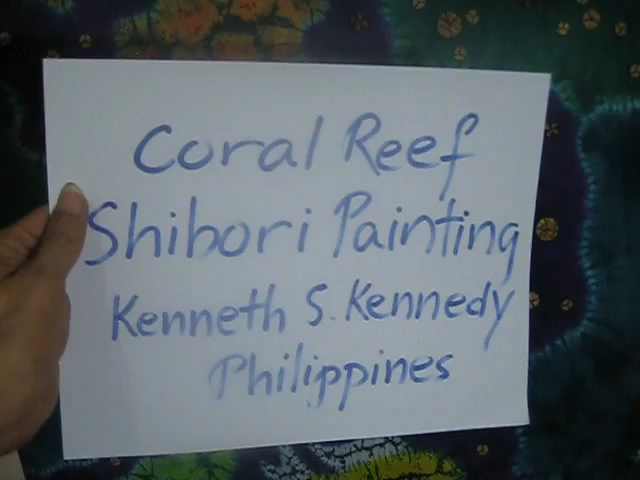 Coral Reef
Shibori Painting
Kenneth S. Kennedy
Philippines